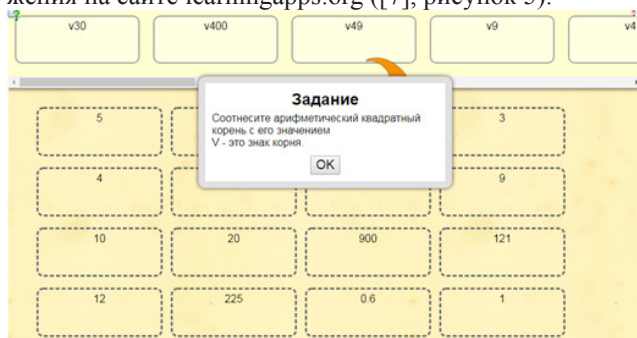 жения на сайте learningapps.org ([7], рисунок 5).
v30 v400 v49 v9 v4
Задание
Соотнесите арифметический квадратный
корень с его значением
V - это знак корня.
OK
5 3
4 9
10 20 900 121
12 225 0.6 1